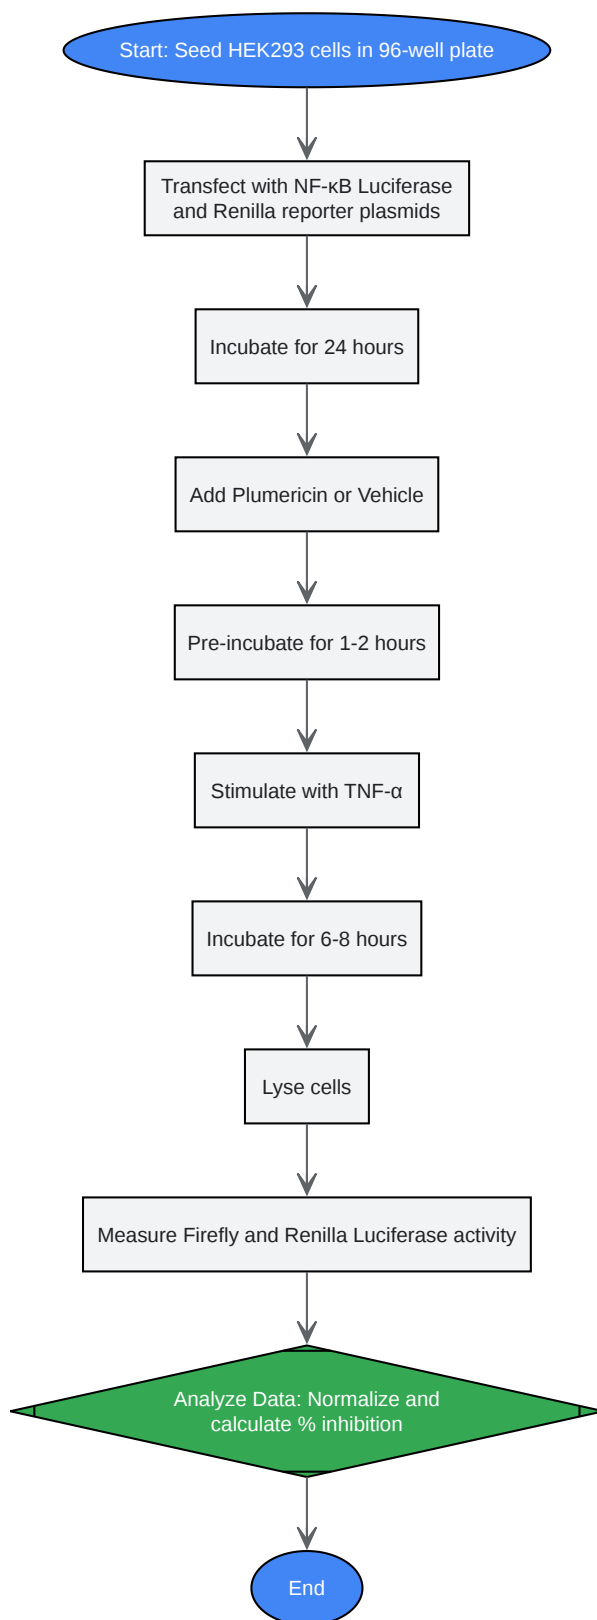 Start: Seed HEK293 cells in 96-well plate
Transfect with NF-κB Luciferase
and Renilla reporter plasmids
Incubate for 24 hours
Add Plumericin or Vehicle
Pre-incubate for 1-2 hours
Stimulate with TNF-α
Incubate for 6-8 hours
Lyse cells
Measure Firefly and Renilla Luciferase activity
Analyze Data: Normalize and
calculate % inhibition
End